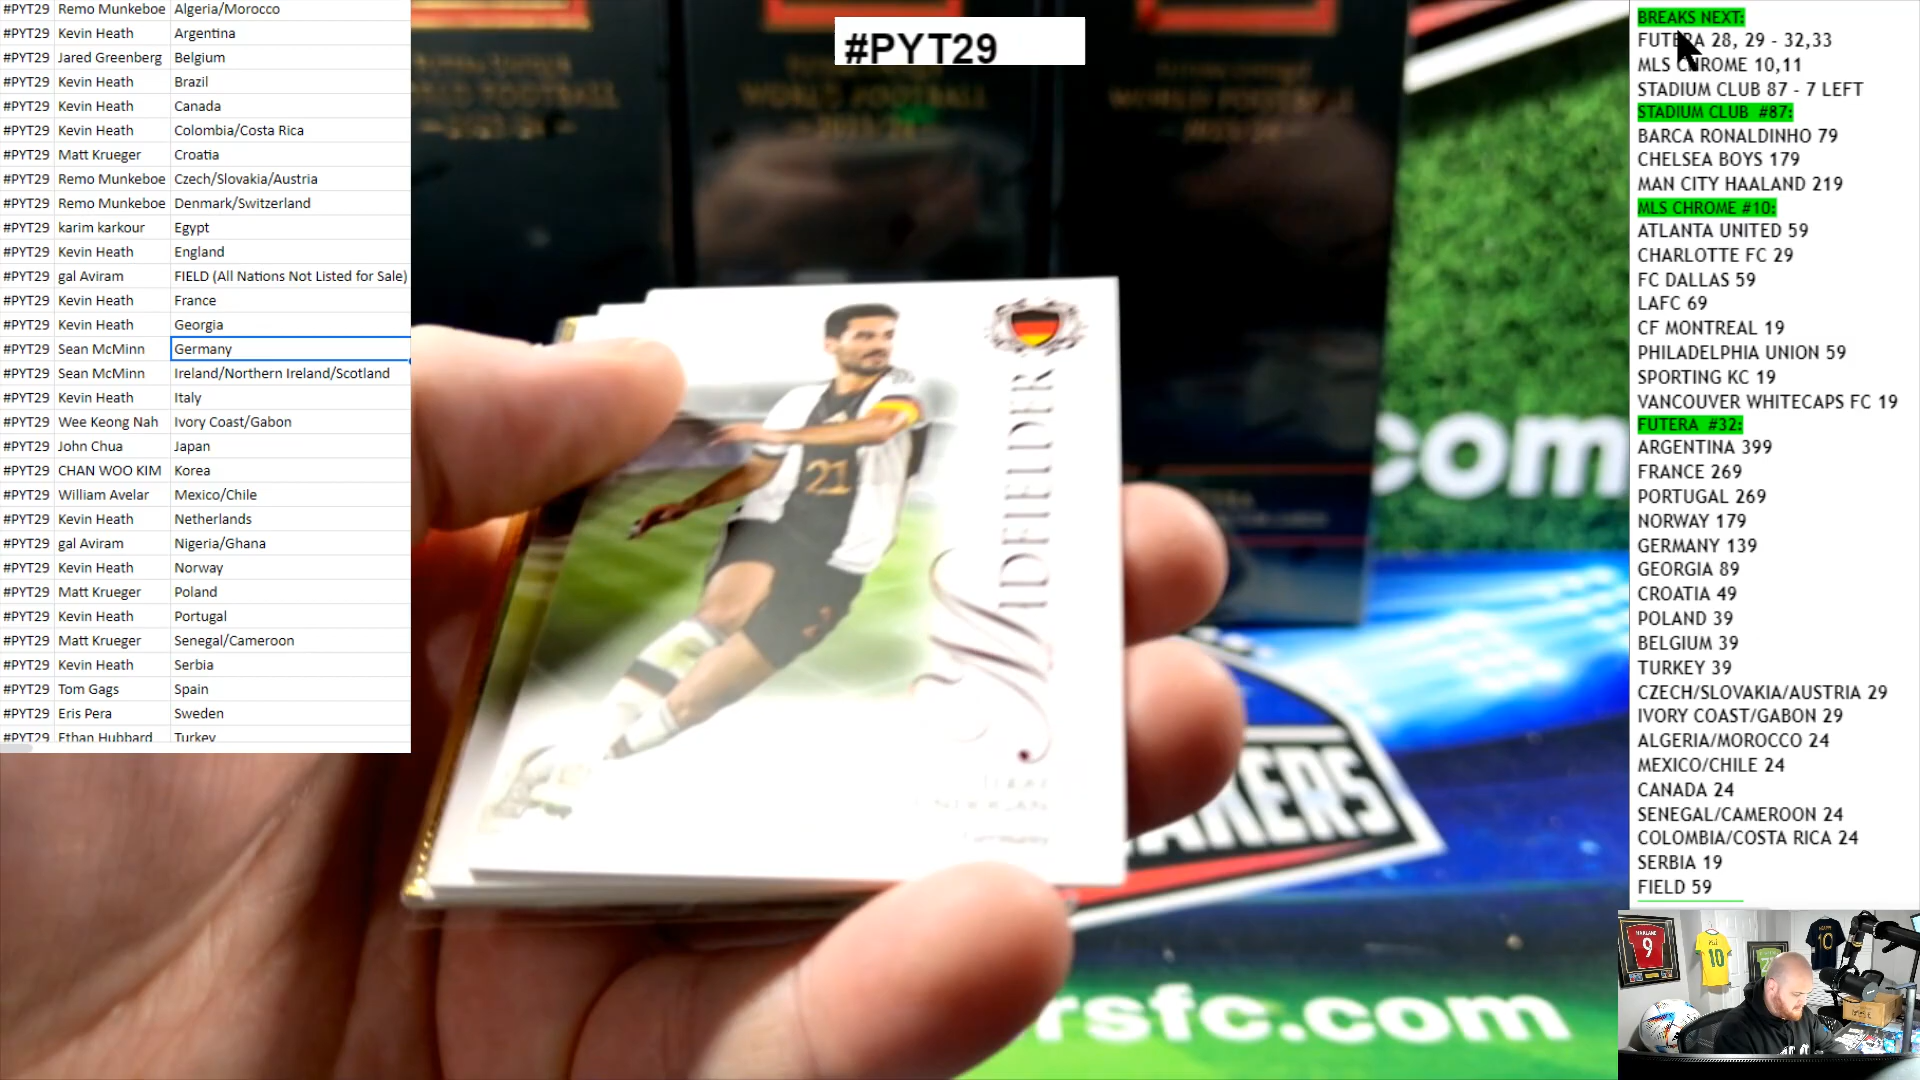 #PYT29 Remo Munkeboe Algeria/Morocco
#PYT29 Kevin Heath Argentina
#PYT29 Jared Greenberg Belgium
#PYT29 Kevin Heath Brazil
#PYT29 Kevin Heath Canada
#PYT29 Kevin Heath Colombia/Costa Rica
#PYT29 Matt Krueger Croatia
#PYT29 Remo Munkeboe Czech/Slovakia/Austria
#PYT29 Remo Munkeboe Denmark/Switzerland
#PYT29 karim karkour Egypt
#PYT29 Kevin Heath England
#PYT29 gal Aviram FIELD (All Nations Not Listed for Sale)
#PYT29 Kevin Heath France
#PYT29 Kevin Heath Georgia
#PYT29 Sean McMinn Germany
#PYT29 Sean McMinn Ireland/Northern Ireland/Scotland
#PYT29 Kevin Heath Italy
#PYT29 Wee Keong Nah Ivory Coast/Gabon
#PYT29 John Chua Japan
#PYT29 CHAN WOO KIM Korea
#PYT29 William Avelar Mexico/Chile
#PYT29 Kevin Heath Netherlands
#PYT29 gal Aviram Nigeria/Ghana
#PYT29 Kevin Heath Norway
#PYT29 Matt Krueger Poland
#PYT29 Kevin Heath Portugal
#PYT29 Matt Krueger Senegal/Cameroon
#PYT29 Kevin Heath Serbia
#PYT29 Tom Gags Spain
#PYT29 Eris Pera Sweden
#PYT29 Ethan Hubbard Turkey
#PYT29
WORLD FOOTBALL
MIDFIELDER
21
Germany
com
rsfc.com
BREAKS NEXT:
FUTERA 28, 29 - 32,33
MLS CHROME 10,11
STADIUM CLUB 87 - 7 LEFT
STADIUM CLUB #87:
BARCA RONALDINHO 79
CHELSEA BOYS 179
MAN CITY HAALAND 219
MLS CHROME #10:
ATLANTA UNITED 59
CHARLOTTE FC 29
FC DALLAS 59
LAFC 69
CF MONTREAL 19
PHILADELPHIA UNION 59
SPORTING KC 19
VANCOUVER WHITECAPS FC 19
FUTERA #32:
ARGENTINA 399
FRANCE 269
PORTUGAL 269
NORWAY 179
GERMANY 139
GEORGIA 89
CROATIA 49
POLAND 39
BELGIUM 39
TURKEY 39
CZECH/SLOVAKIA/AUSTRIA 29
IVORY COAST/GABON 29
ALGERIA/MOROCCO 24
MEXICO/CHILE 24
CANADA 24
SENEGAL/CAMEROON 24
COLOMBIA/COSTA RICA 24
SERBIA 19
FIELD 59
9
10
10